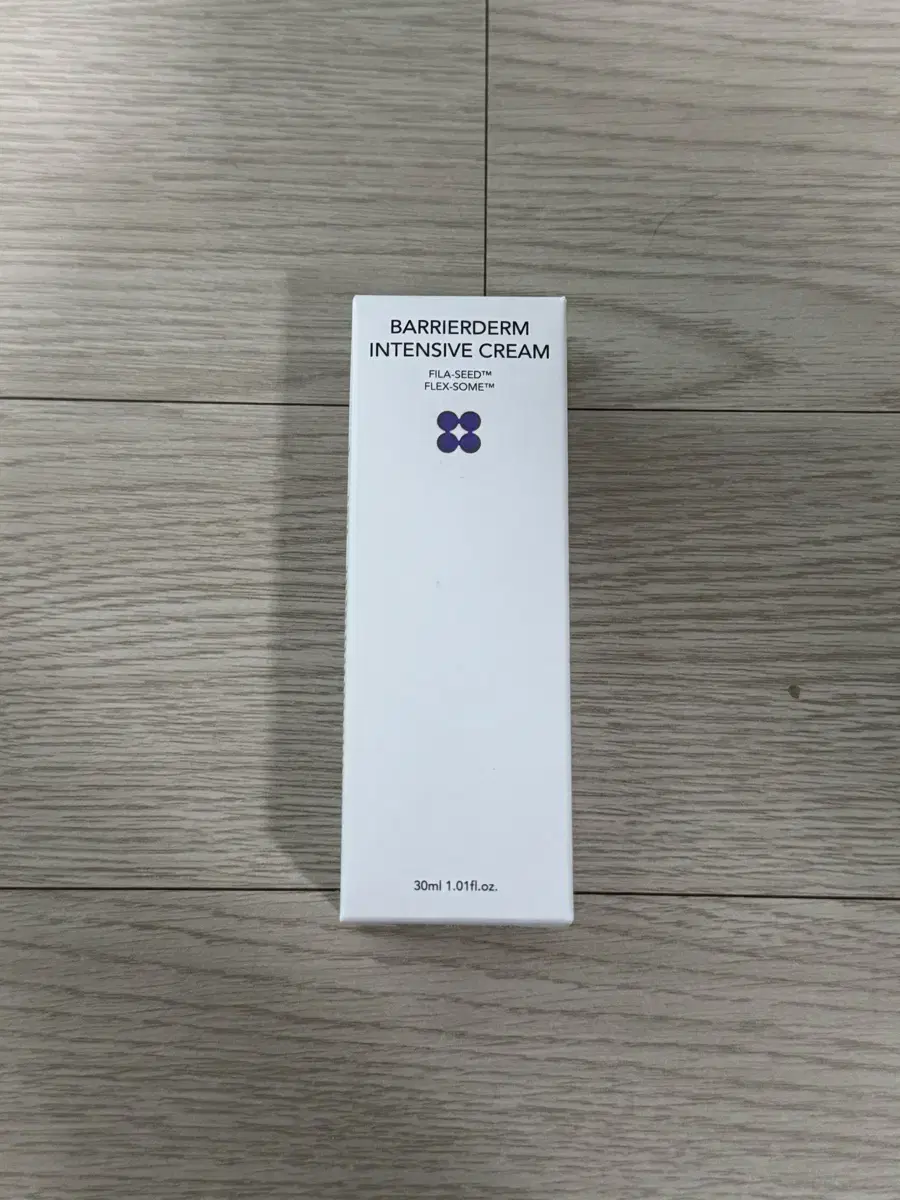 BARRIERDERM
INTENSIVE CREAM
FILA-SEED™
FLEX-SOME™
30ml 1.01fl.oz.